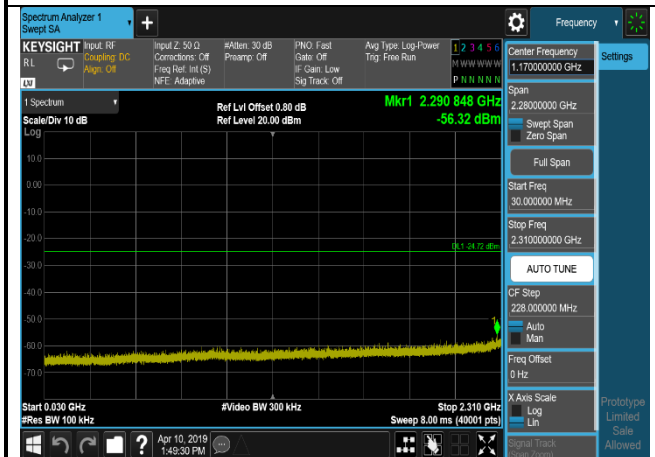 Spectrum Analyzer 1
Swept SA
Frequency
KEYSIGHT
Input: RF
Coupling: DC
Align: Off
Input Z: 50 Ω
Corrections: Off
Freq Ref: Int (S)
NFE: Adaptive
#Atten: 30 dB
Preamp: Off
PNO: Fast
Gate: Off
IF Gain: Low
Sig Track: Off
Avg Type: Log-Power
Trig: Free Run
1 2 3 4 5 6
M W W W W W
P N N N N N
R L
LXI
1 Spectrum
Scale/Div 10 dB
Log
Ref Lvl Offset 0.80 dB
Ref Level 20.00 dBm
Mkr1 2.290 848 GHz
-56.32 dBm
10.0
0.00
-10.0
-20.0
-30.0
-40.0
-50.0
-60.0
-70.0
DL1 -24.72 dBm
1
Start 0.030 GHz
#Res BW 100 kHz
#Video BW 300 kHz
Stop 2.310 GHz
Sweep 8.00 ms (40001 pts)
?
Apr 10, 2019
1:49:30 PM
Center Frequency
1.170000000 GHz
Settings
Span
2.28000000 GHz
Swept Span
Zero Span
Full Span
Start Freq
30.000000 MHz
Stop Freq
2.310000000 GHz
AUTO TUNE
CF Step
228.000000 MHz
Auto
Man
Freq Offset
0 Hz
X Axis Scale
Log
Lin
Signal Track
(Span Zoom)
Prototype
Limited
Sale
Allowed